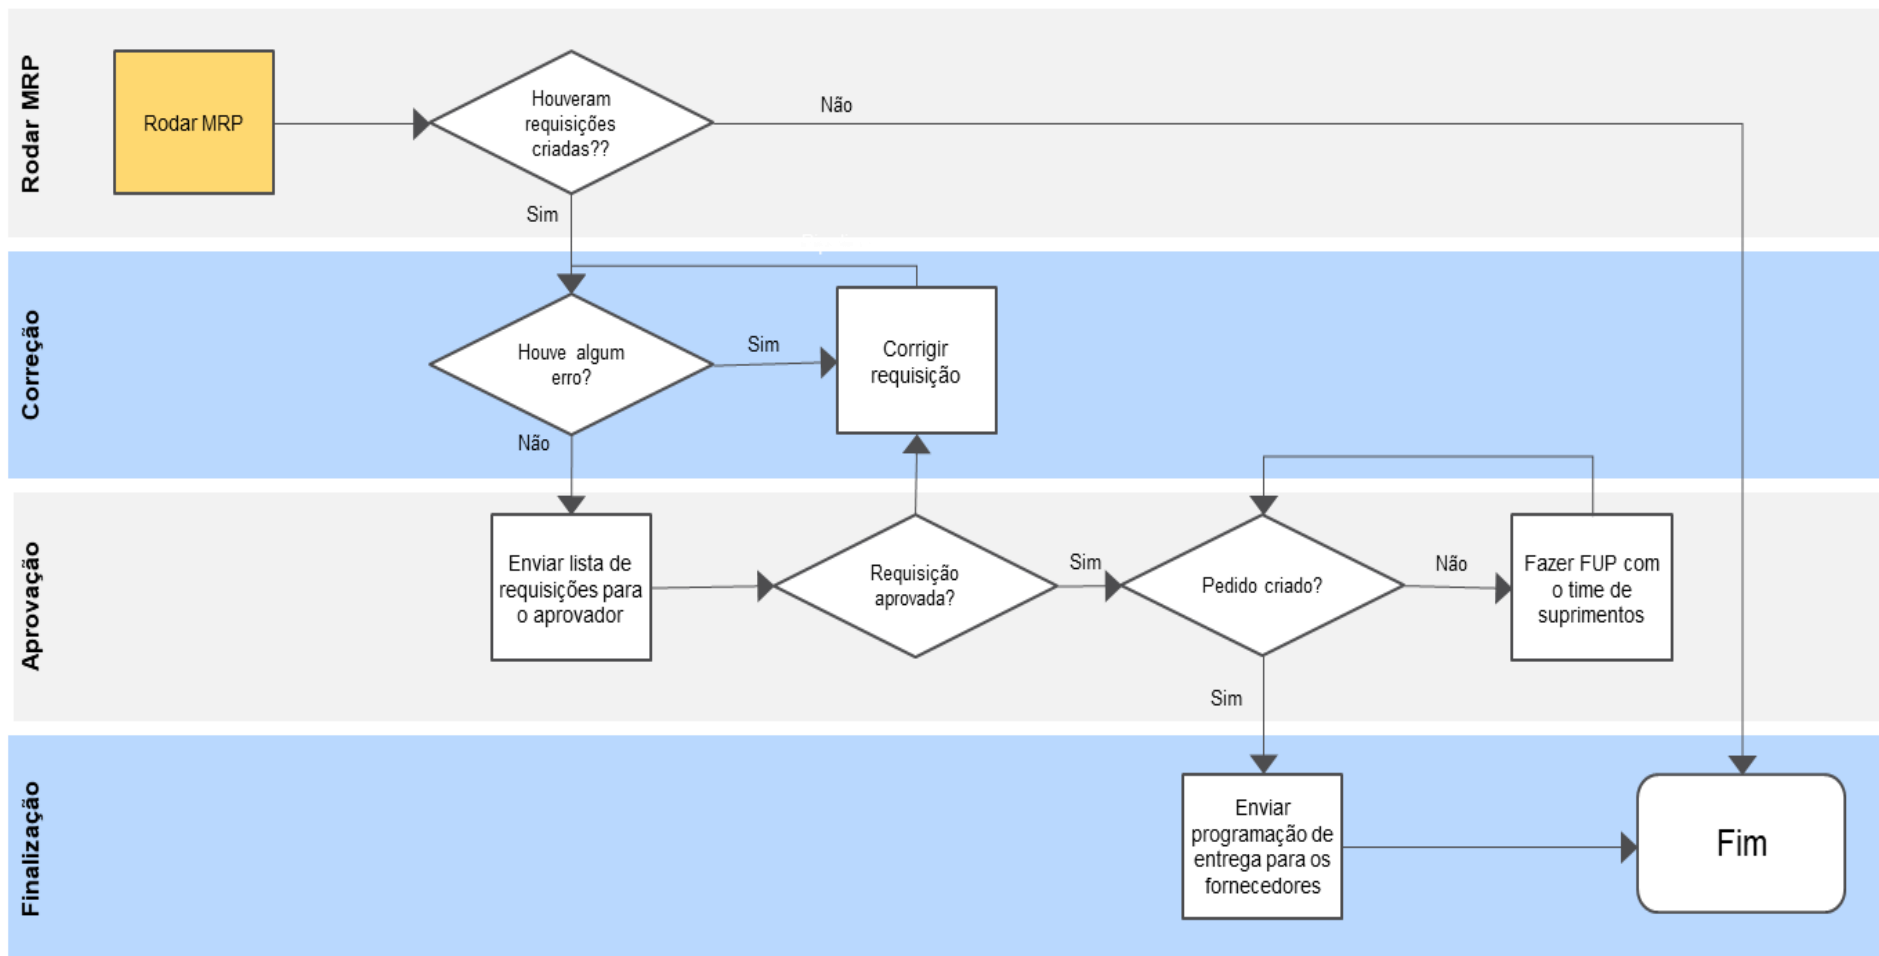 Rodar MRP
Rodar MRP
Houveram
requisições
criadas??
Não
Sim
Correção
Houve algum
erro?
Sim
Corrigir
requisição
Não
Aprovação
Enviar lista de
requisições para
o aprovador
Requisição
aprovada?
Sim
Pedido criado?
Não
Fazer FUP com
o time de
suprimentos
Sim
Finalização
Enviar
programação de
entrega para os
fornecedores
Fim